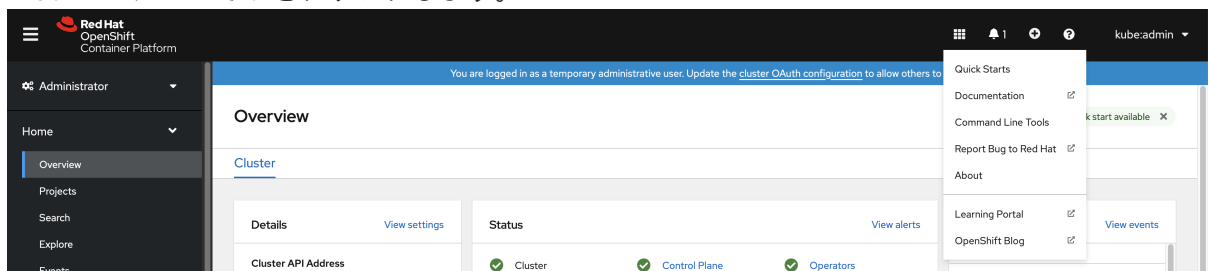 Red Hat
OpenShift
Container Platform
1
kube:admin
Administrator
You are logged in as a temporary administrative user. Update the cluster OAuth configuration to allow others to
Home
Overview
Projects
Search
Explore
Events
Overview
k start available
Cluster
Details
View settings
Cluster API Address
Status
View alerts
Cluster
Control Plane
Operators
View events
Quick Starts
Documentation
Command Line Tools
Report Bug to Red Hat
About
Learning Portal
OpenShift Blog